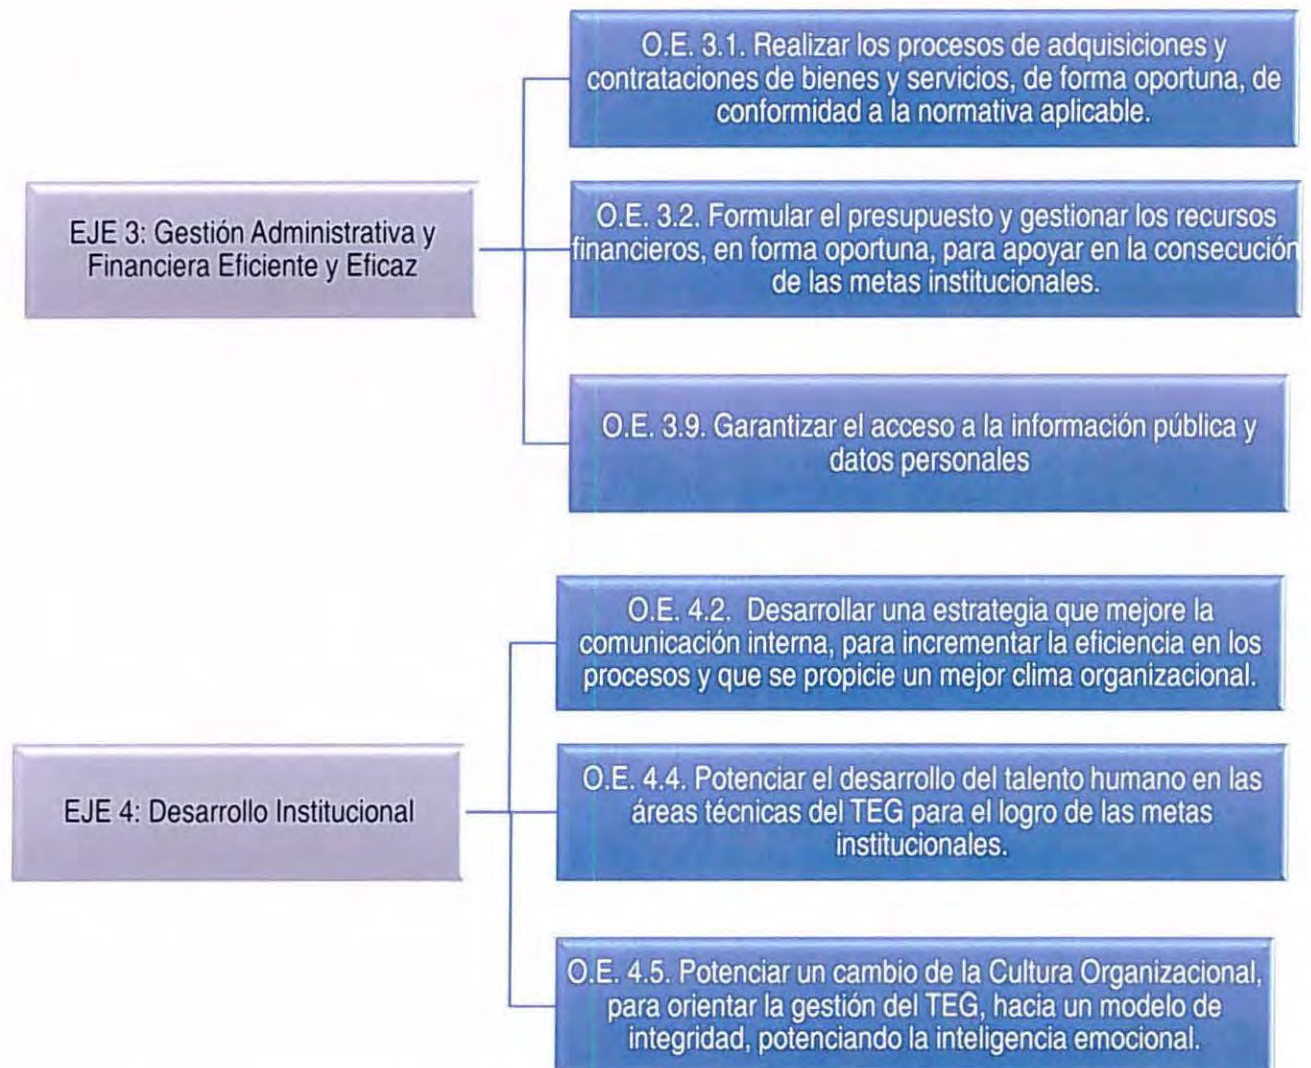 O.E. 3.1. Realizar los procesos de adquisiciones y
contrataciones de bienes y servicios, de forma oportuna, de
conformidad a la normativa aplicable.
EJE 3: Gestión Administrativa y
Financiera Eficiente y Eficaz
O.E. 3.2. Formular el presupuesto y gestionar los recursos
financieros, en forma oportuna, para apoyar en la consecución
de las metas institucionales.
O.E. 3.9. Garantizar el acceso a la información pública y
datos personales
O.E. 4.2. Desarrollar una estrategia que mejore la
comunicación interna, para incrementar la eficiencia en los
procesos y que se propicie un mejor clima organizacional.
EJE 4: Desarrollo Institucional
O.E. 4.4. Potenciar el desarrollo del talento humano en las
áreas técnicas del TEG para el logro de las metas
institucionales.
O.E. 4.5. Potenciar un cambio de la Cultura Organizacional,
para orientar la gestión del TEG, hacia un modelo de
integridad, potenciando la inteligencia emocional.